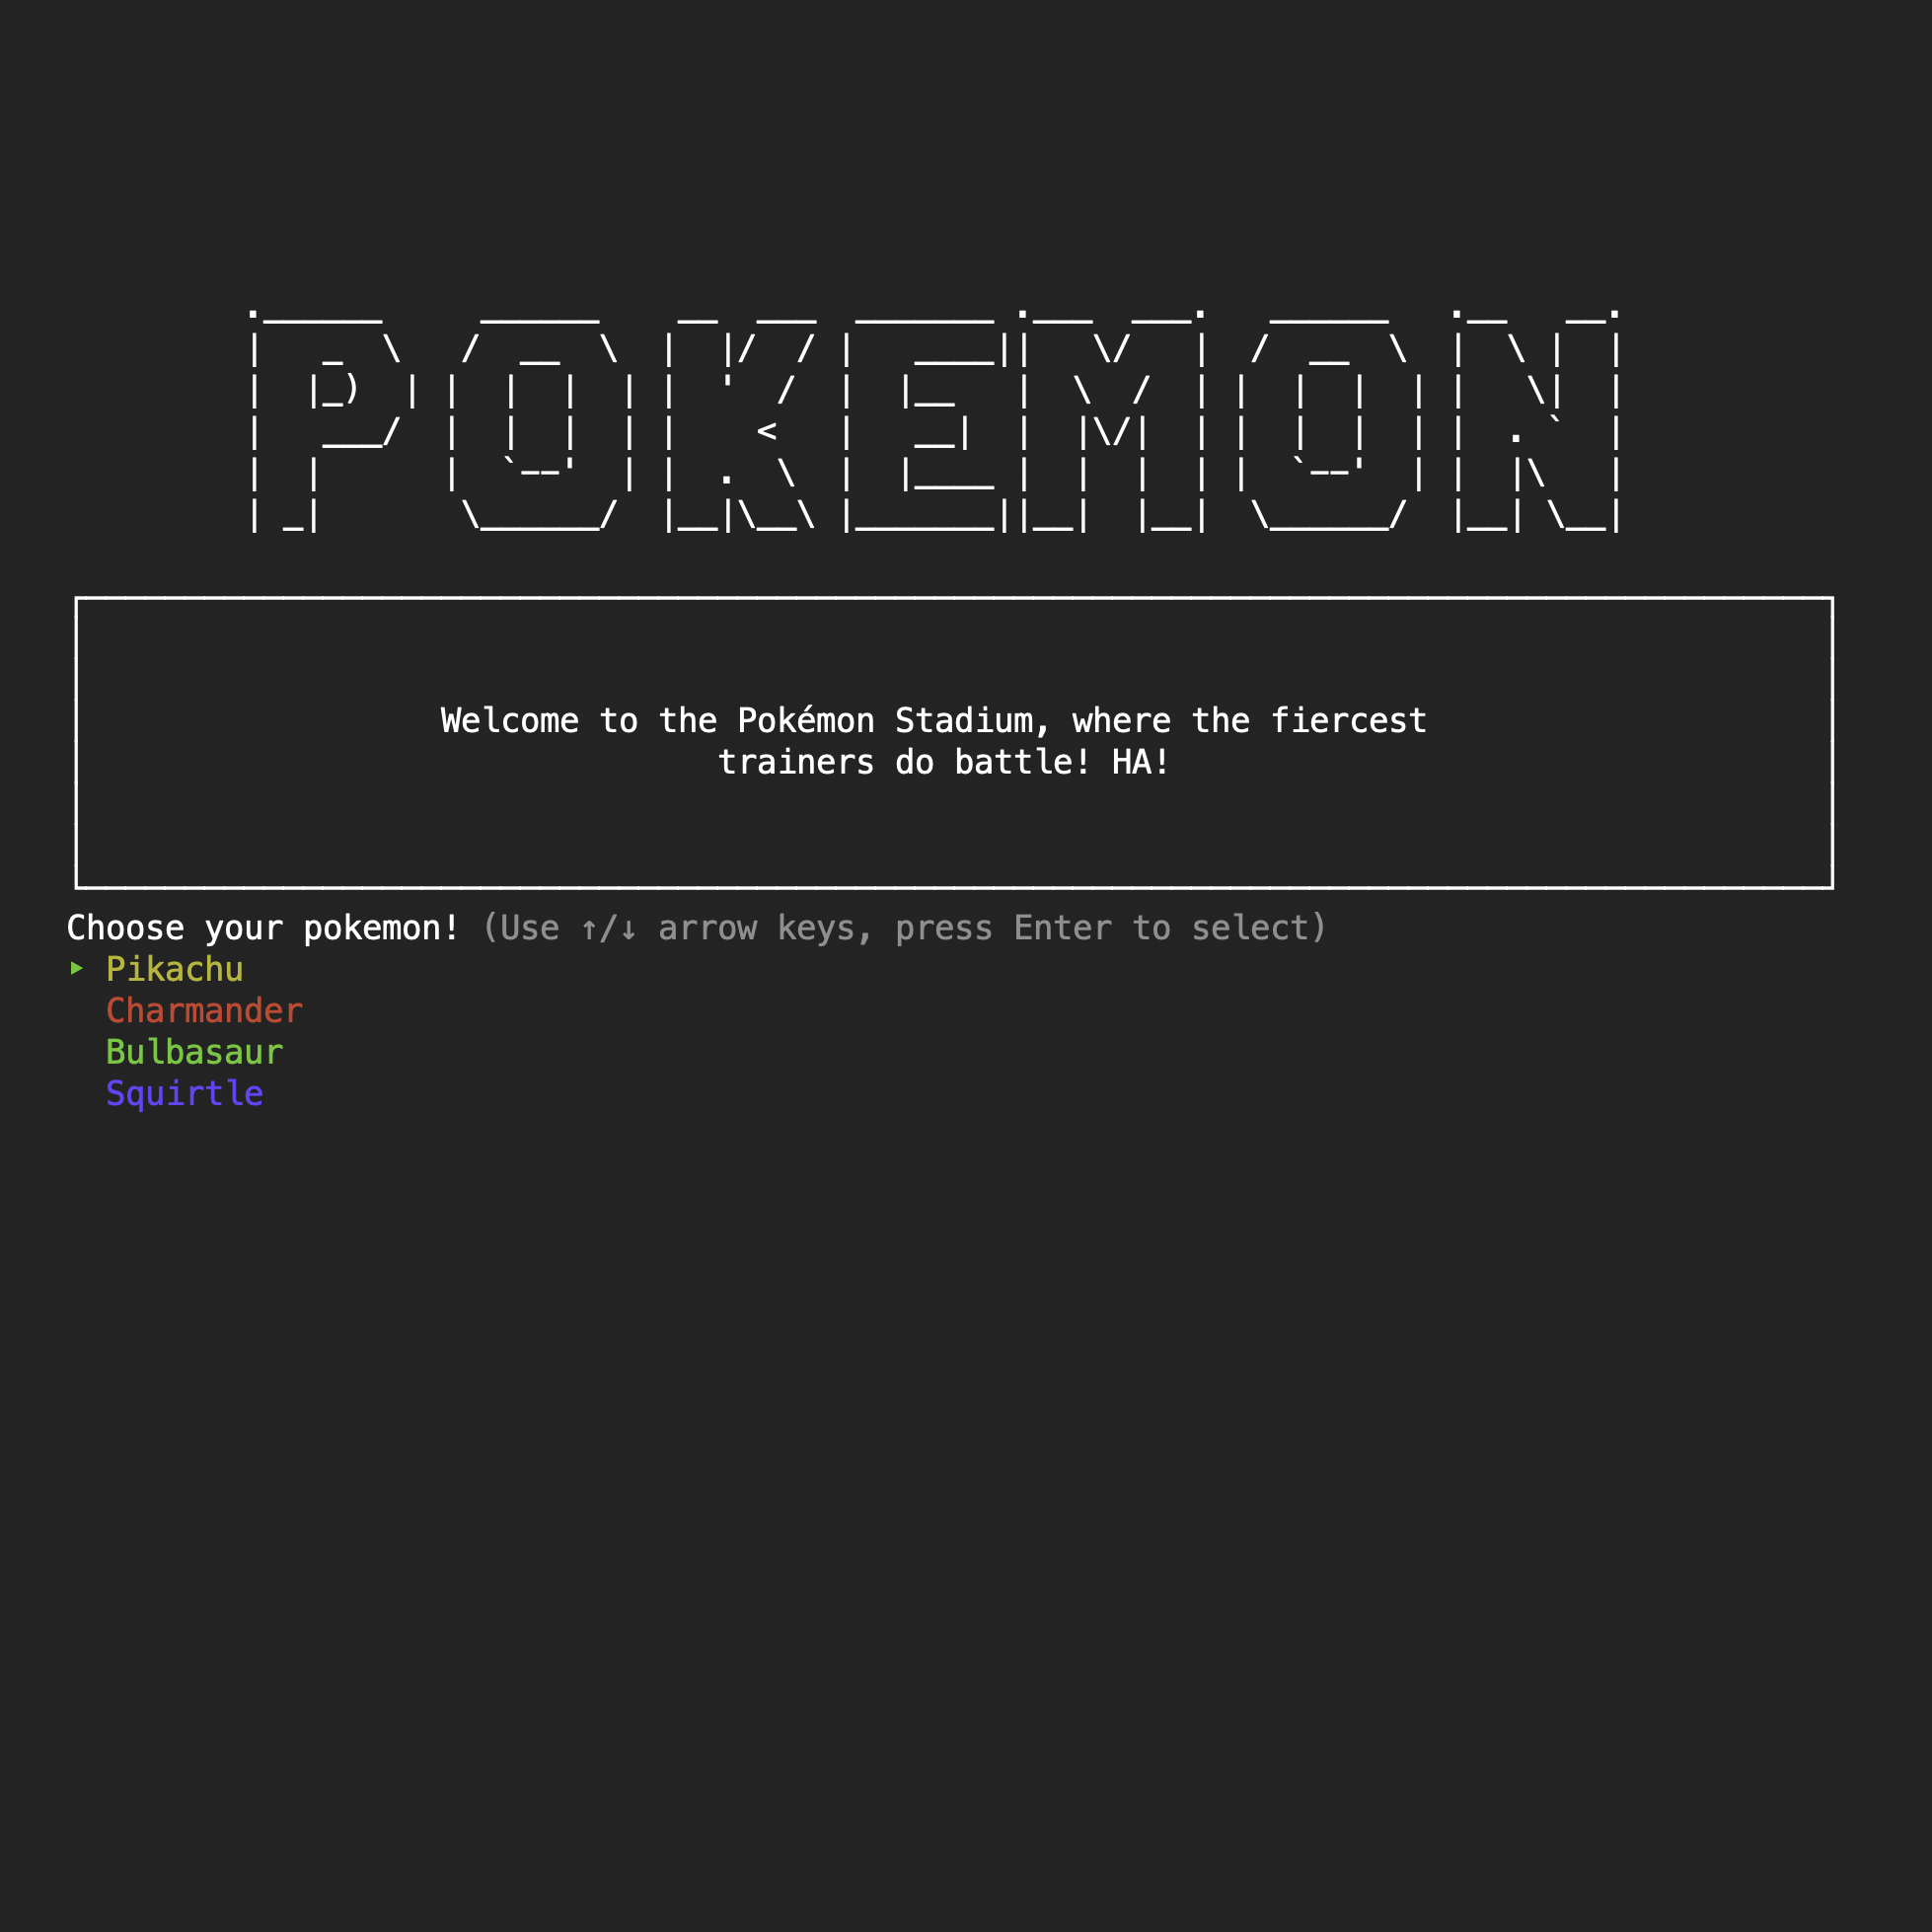 POKEMON
Welcome to the Pokémon Stadium, where the fiercest
trainers do battle! HA!
Choose your pokemon! (Use ↑/↓ arrow keys, press Enter to select)
Pikachu
Charmander
Bulbasaur
Squirtle